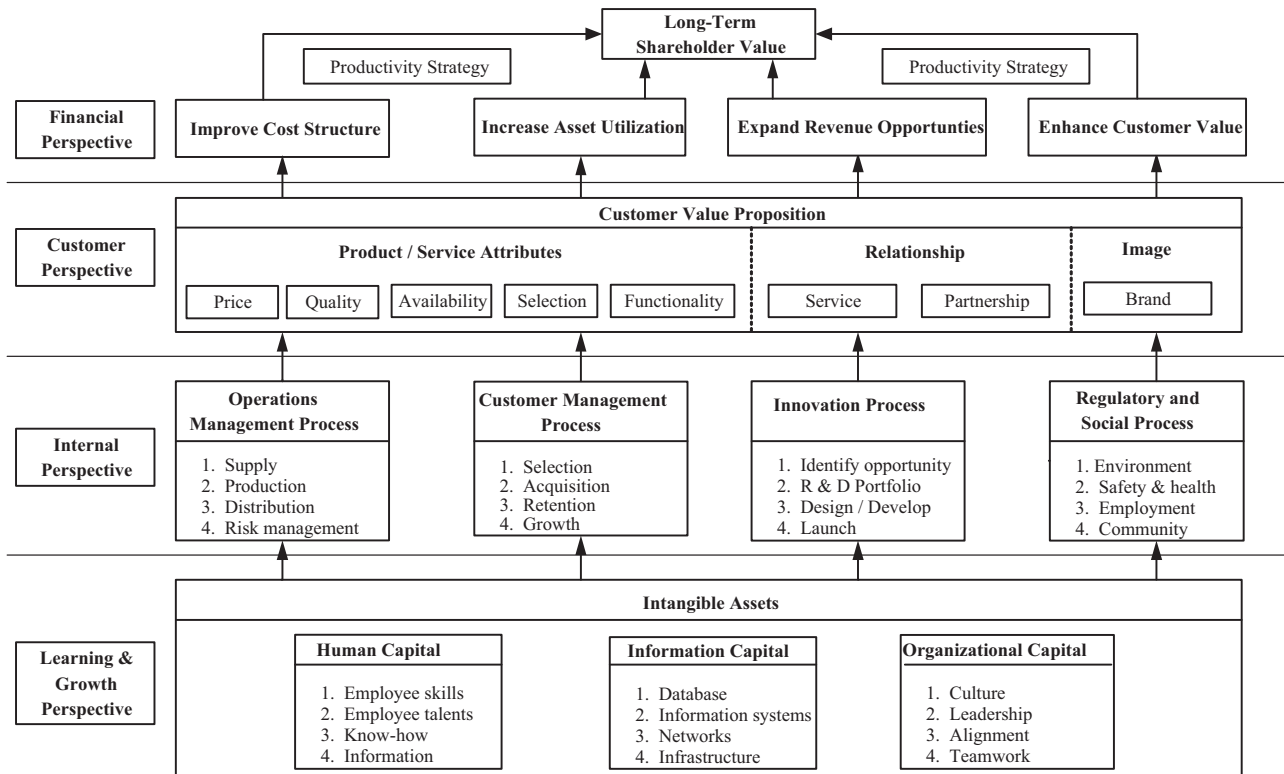 Long-Term
Shareholder Value
Productivity Strategy
Productivity Strategy
Financial
Perspective
Improve Cost Structure
Increase Asset Utilization
Expand Revenue Opportunties
Enhance Customer Value
Customer
Perspective
Customer Value Proposition
Product / Service Attributes
Relationship
Image
Price
Quality
Availability
Selection
Functionality
Service
Partnership
Brand
Internal
Perspective
Operations
Management Process
1. Supply
2. Production
3. Distribution
4. Risk management
Customer Management
Process
1. Selection
2. Acquisition
3. Retention
4. Growth
Innovation Process
1. Identify opportunity
2. R & D Portfolio
3. Design / Develop
4. Launch
Regulatory and
Social Process
1. Environment
2. Safety & health
3. Employment
4. Community
Learning &
Growth
Perspective
Intangible Assets
Human Capital
1. Employee skills
2. Employee talents
3. Know-how
4. Information
Information Capital
1. Database
2. Information systems
3. Networks
4. Infrastructure
Organizational Capital
1. Culture
2. Leadership
3. Alignment
4. Teamwork